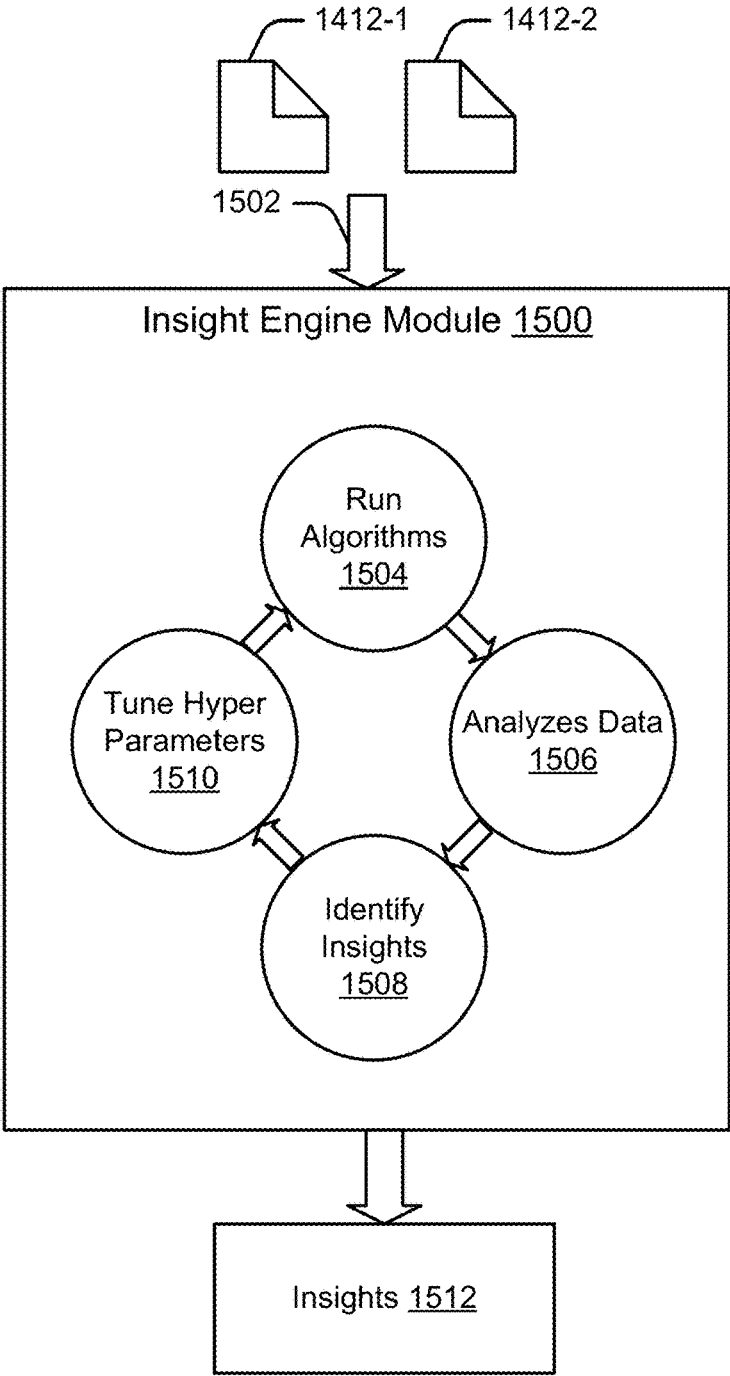 1412-1
1412-2
1502
Insight Engine Module 1500
Run
Algorithms
1504
Tune Hyper
Parameters
1510
Analyzes Data
1506
Identify
Insights
1508
Insights 1512